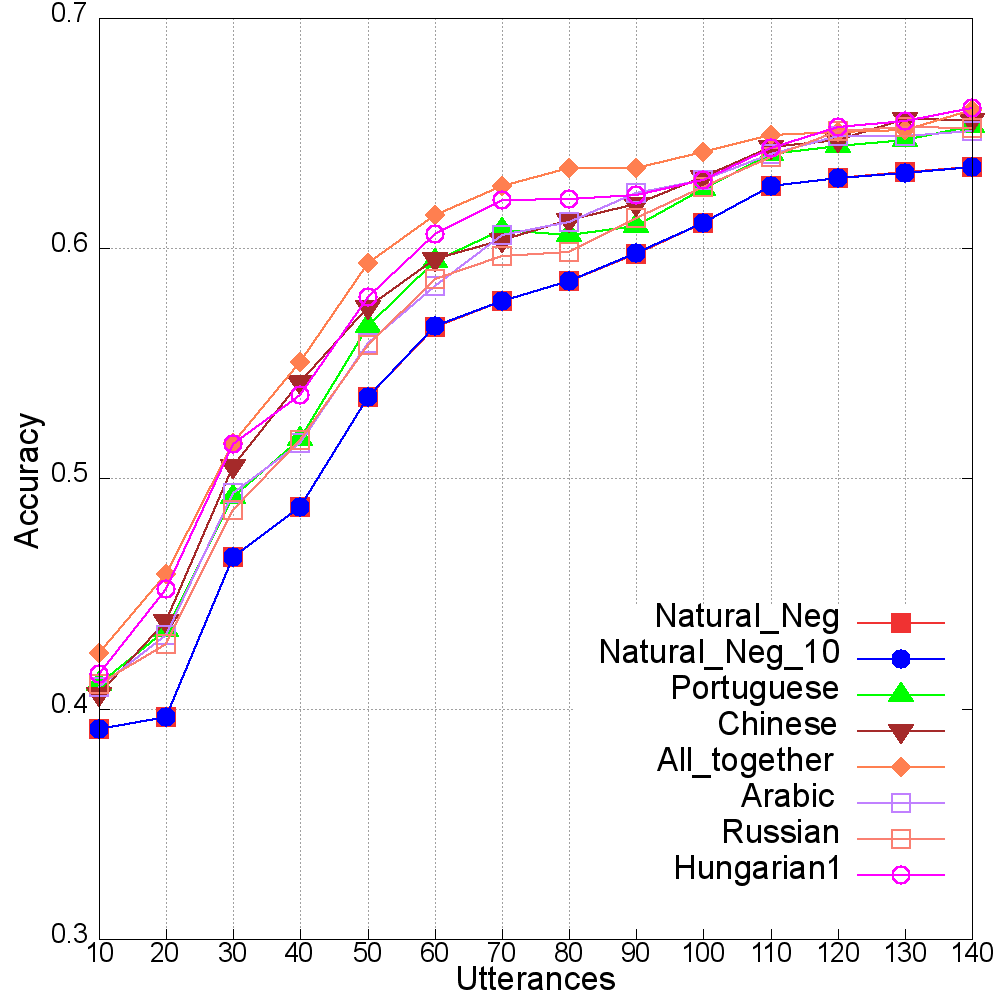 0.7
0.6
0.5
0.4
0.3
Accuracy
Natural_Neg
Natural_Neg_10
Portuguese
Chinese
All_together
Arabic
Russian
Hungarian1
10 20 30 40 50 60 70 80 90 100 110 120 130 140
Utterances